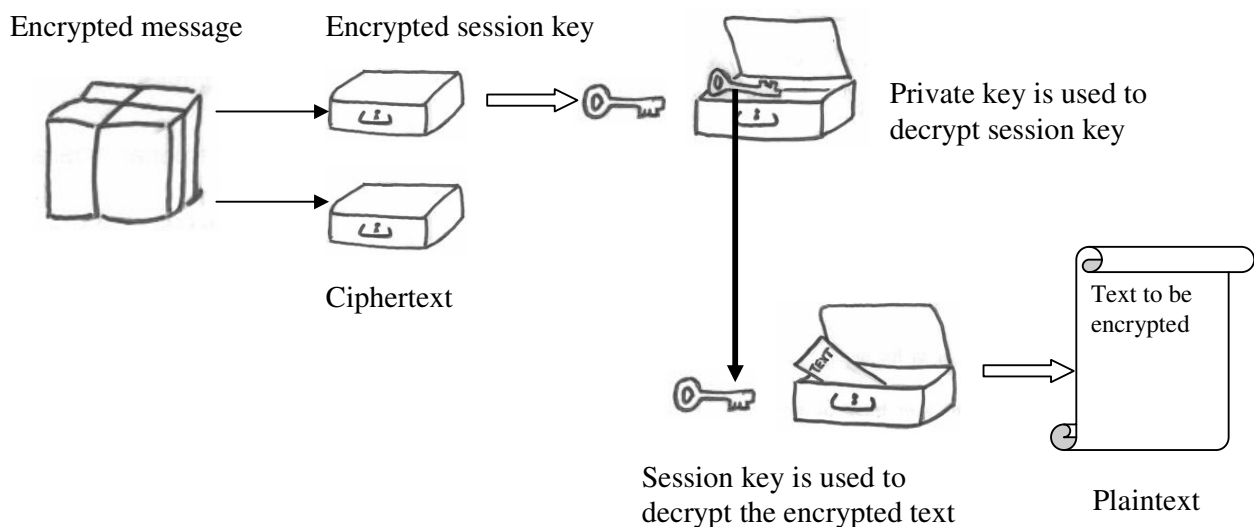 Encrypted message
Encrypted session key
Private key is used to
decrypt session key
Ciphertext
Text to be
encrypted
TEXT
Session key is used to
decrypt the encrypted text
Plaintext